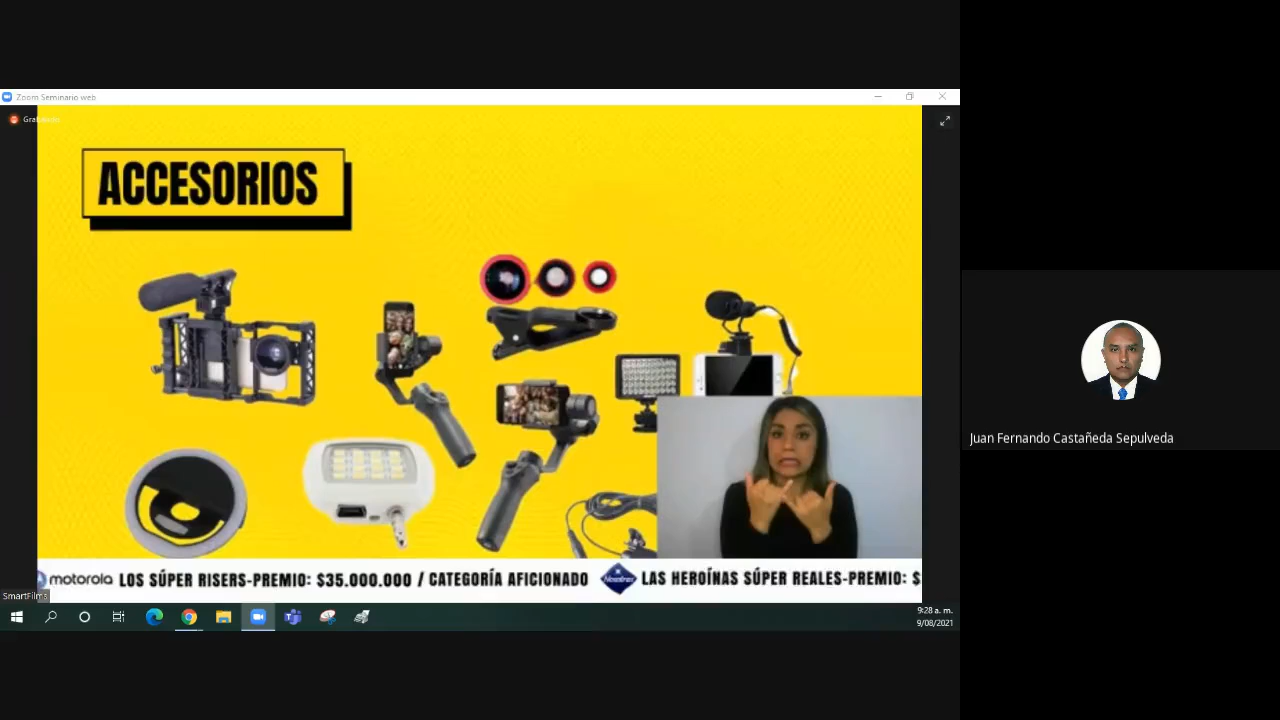 Zoom Seminario web
ACCESORIOS
motorola LOS SÚPER RISERS-PREMIO: $35.000.000 / CATEGORÍA AFICIONADO
Nosotras LAS HEROÍNAS SÚPER REALES-PREMIO: $
SmartFilms
9:28 a. m.
9/08/2021
Juan Fernando Castañeda Sepulveda